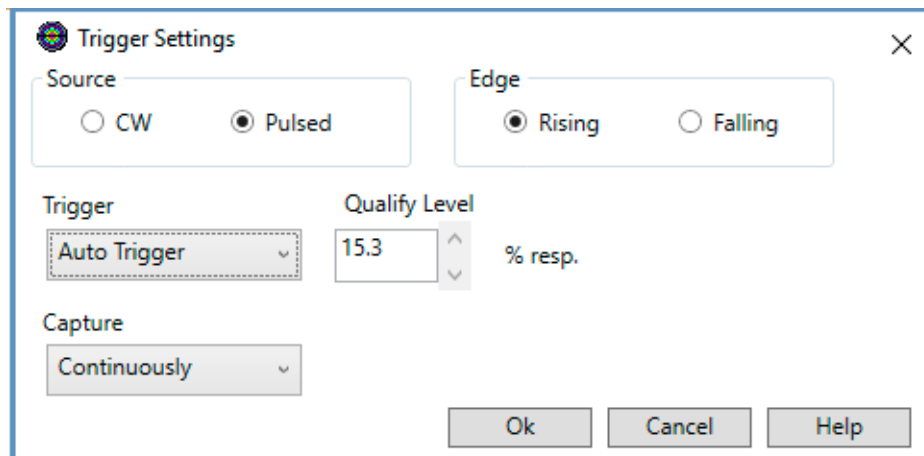 Trigger Settings
Source
CW Pulsed
Edge
Rising Falling
Trigger
Auto Trigger
Qualify Level
15.3 % resp.
Capture
Continuously
Ok Cancel Help